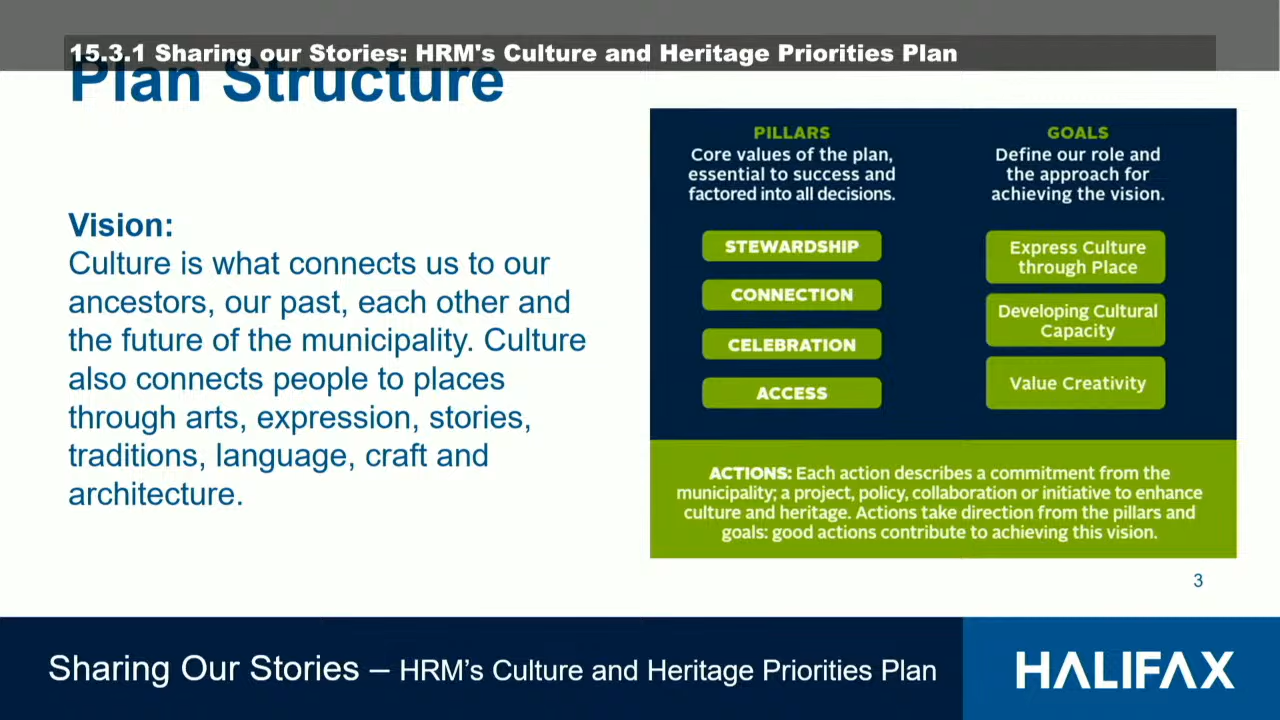 15.3.1 Sharing our Stories: HRM's Culture and Heritage Priorities Plan
Plan Structure
Vision:
Culture is what connects us to our
ancestors, our past, each other and
the future of the municipality. Culture
also connects people to places
through arts, expression, stories,
traditions, language, craft and
architecture.
PILLARS
Core values of the plan,
essential to success and
factored into all decisions.
STEWARDSHIP
CONNECTION
CELEBRATION
ACCESS
GOALS
Define our role and
the approach for
achieving the vision.
Express Culture
through Place
Developing Cultural
Capacity
Value Creativity
ACTIONS: Each action describes a commitment from the
municipality; a project, policy, collaboration or initiative to enhance
culture and heritage. Actions take direction from the pillars and
goals: good actions contribute to achieving this vision.
3
Sharing Our Stories – HRM’s Culture and Heritage Priorities Plan
HALIFAX